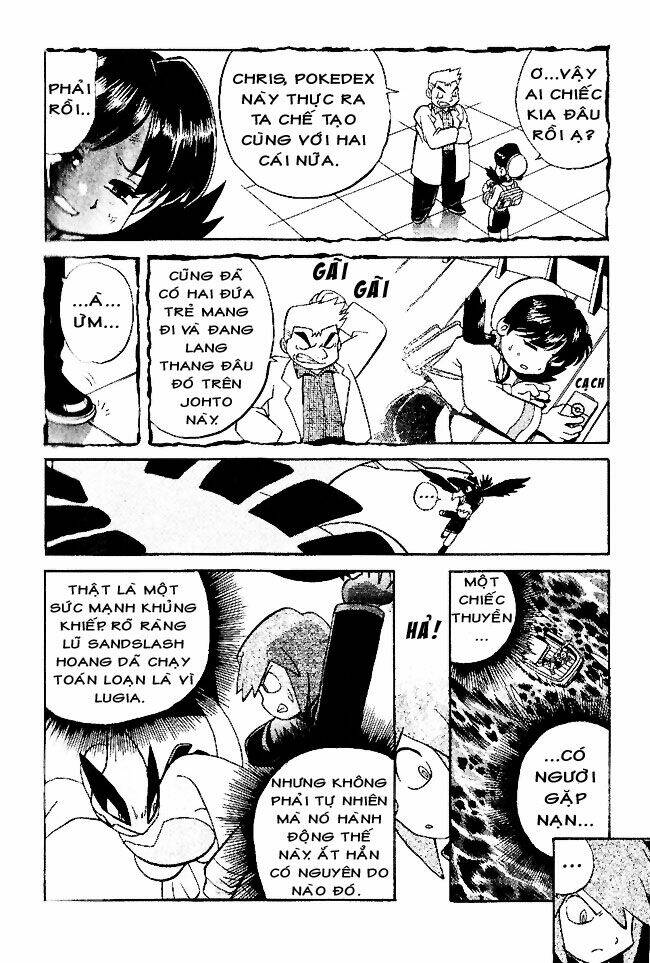 Ơ...VẬY
AI CHIẾC
KIA ĐÂU
RỒI Ạ?
CHRIS, POKEDEX
NÀY THỰC RA
TA CHẾ TẠO
CÙNG VỚI HAI
CÁI NỮA.
PHẢI
RỒI..
GÃI
GÃI
CẠCH
CŨNG ĐÃ
CÓ HAI ĐỨA
TRẺ MANG
ĐI VÀ ĐANG
LANG
THANG ĐÂU
ĐÓ TRÊN
JOHTO
NÀY.
...À...
ỪM...
...
MỘT
CHIẾC
THUYỀN
...
...CÓ
NGƯỜI
GẶP
NẠN...
HẢ!
THẬT LÀ MỘT
SỨC MẠNH KHỦNG
KHIẾP, RÕ RÀNG
LŨ SANDSLASH
HOANG DÃ CHẠY
TOÁN LOẠN LÀ VÌ
LUGIA.
NHƯNG KHÔNG
PHẢI TỰ NHIÊN
MÀ NÓ HÀNH
ĐỘNG THẾ
NÀY, ẮT HẲN
CÓ NGUYÊN DO
NÀO ĐÓ.
...